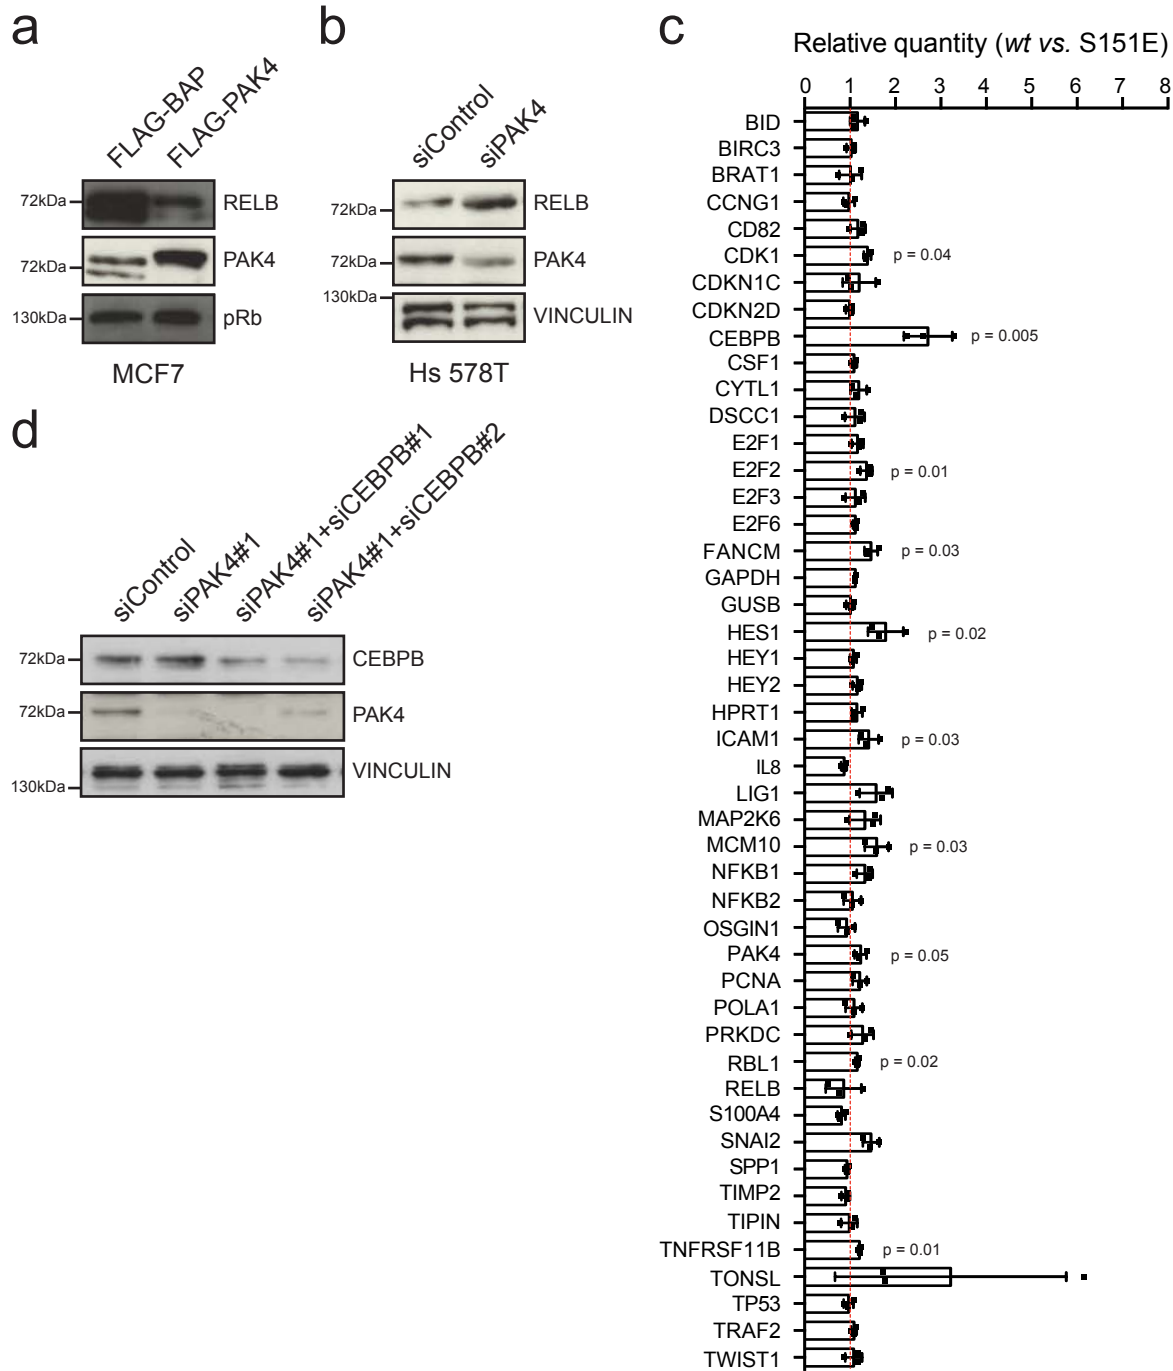 a
FLAG-BAP
FLAG-PAK4
72kDa
RELB
72kDa
PAK4
130kDa
pRb
MCF7
b
siControl
siPAK4
72kDa
RELB
72kDa
PAK4
130kDa
VINCULIN
Hs 578T
c
Relative quantity (wt vs. S151E)
0 1 2 3 4 5 6 7 8
BID
BIRC3
BRAT1
CCNG1
CD82
CDK1 p = 0.04
CDKN1C
CDKN2D
CEBPB p = 0.005
CSF1
CYTL1
DSCC1
E2F1
E2F2 p = 0.01
E2F3
E2F6
FANCM p = 0.03
GAPDH
GUSB
HES1 p = 0.02
HEY1
HEY2
HPRT1
ICAM1 p = 0.03
IL8
LIG1
MAP2K6
MCM10 p = 0.03
NFKB1
NFKB2
OSGIN1
PAK4 p = 0.05
PCNA
POLA1
PRKDC
RBL1 p = 0.02
RELB
S100A4
SNAI2
SPP1
TIMP2
TIPIN
TNFRSF11B p = 0.01
TONSL
TP53
TRAF2
TWIST1
d
siControl
siPAK4#1
siPAK4#1+siCEBPB#1
siPAK4#1+siCEBPB#2
72kDa
CEBPB
72kDa
PAK4
VINCULIN
130kDa